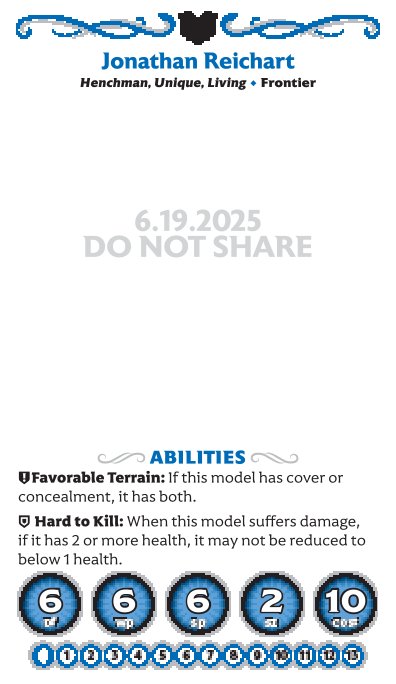 Jonathan Reichart
Henchman, Unique, Living • Frontier
6.19.2025
DO NOT SHARE
ABILITIES
Favorable Terrain: If this model has cover or
concealment, it has both.
Hard to Kill: When this model suffers damage,
if it has 2 or more health, it may not be reduced to
below 1 health.
6 6 6 2 10
df wp sp sz cost
1 2 3 4 5 6 7 8 9 10 11 12 13